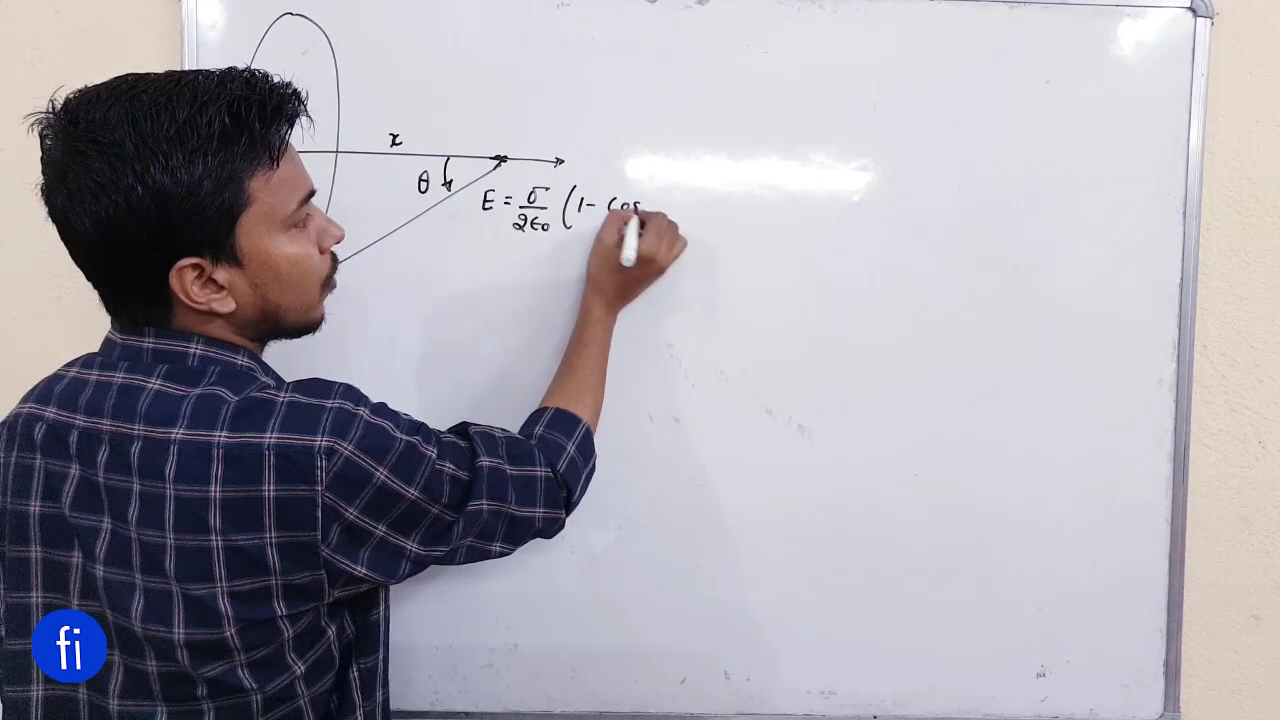 x
θ
E = σ/2ϵ₀ (1 - cos
fi